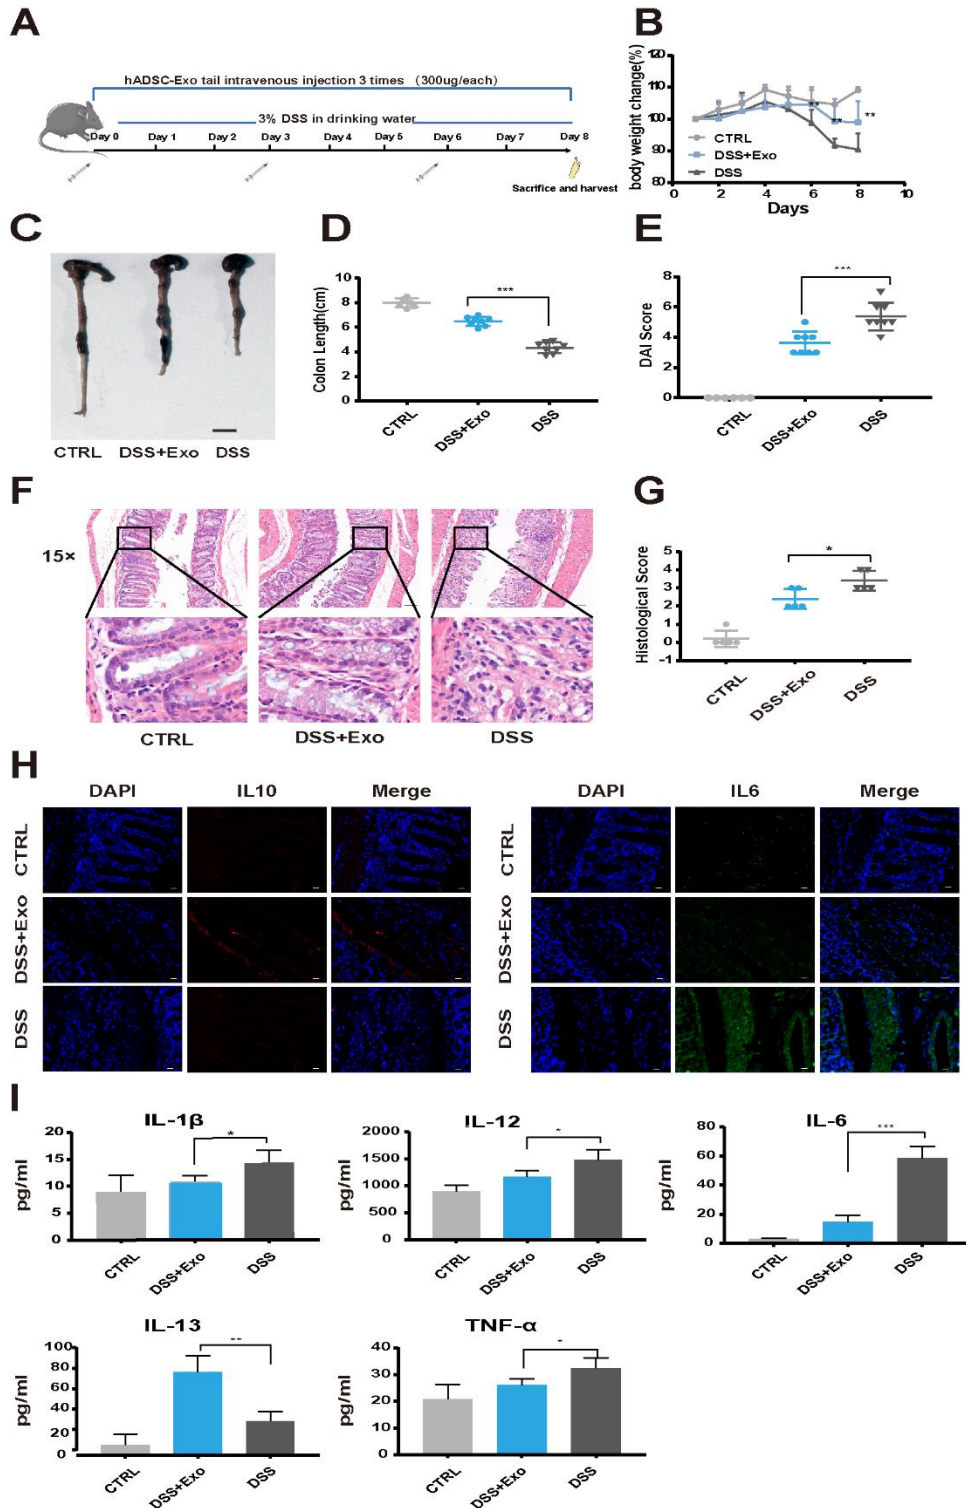 A
hADSC-Exo tail intravenous injection 3 times （300ug/each）
3% DSS in drinking water
Day 0 Day 1 Day 2 Day 3 Day 4 Day 5 Day 6 Day 7 Day 8
Sacrifice and harvest
B
body weight change(%)
120
110
100
90
80
CTRL
DSS+Exo
DSS
**
**
**
0 2 4 6 8 10
Days
C
CTRL DSS+Exo DSS
D
Colon Length(cm)
10
8
6
4
2
0
***
CTRL DSS+Exo DSS
E
DAI Score
8
6
4
2
0
***
CTRL DSS+Exo DSS
F
15×
CTRL DSS+Exo DSS
G
Histological Score
5
4
3
2
1
0
-1
*
CTRL DSS+Exo DSS
H
DAPI IL10 Merge
CTRL
DSS+Exo
DSS
DAPI IL6 Merge
CTRL
DSS+Exo
DSS
I
IL-1β
pg/ml
20
15
10
5
0
*
CTRL DSS+Exo DSS
IL-12
pg/ml
2000
1500
1000
500
0
*
CTRL DSS+Exo DSS
IL-6
pg/ml
80
60
40
20
0
***
CTRL DSS+Exo DSS
IL-13
pg/ml
100
80
60
40
20
0
**
CTRL DSS+Exo DSS
TNF-α
pg/ml
40
30
20
10
0
*
CTRL DSS+Exo DSS